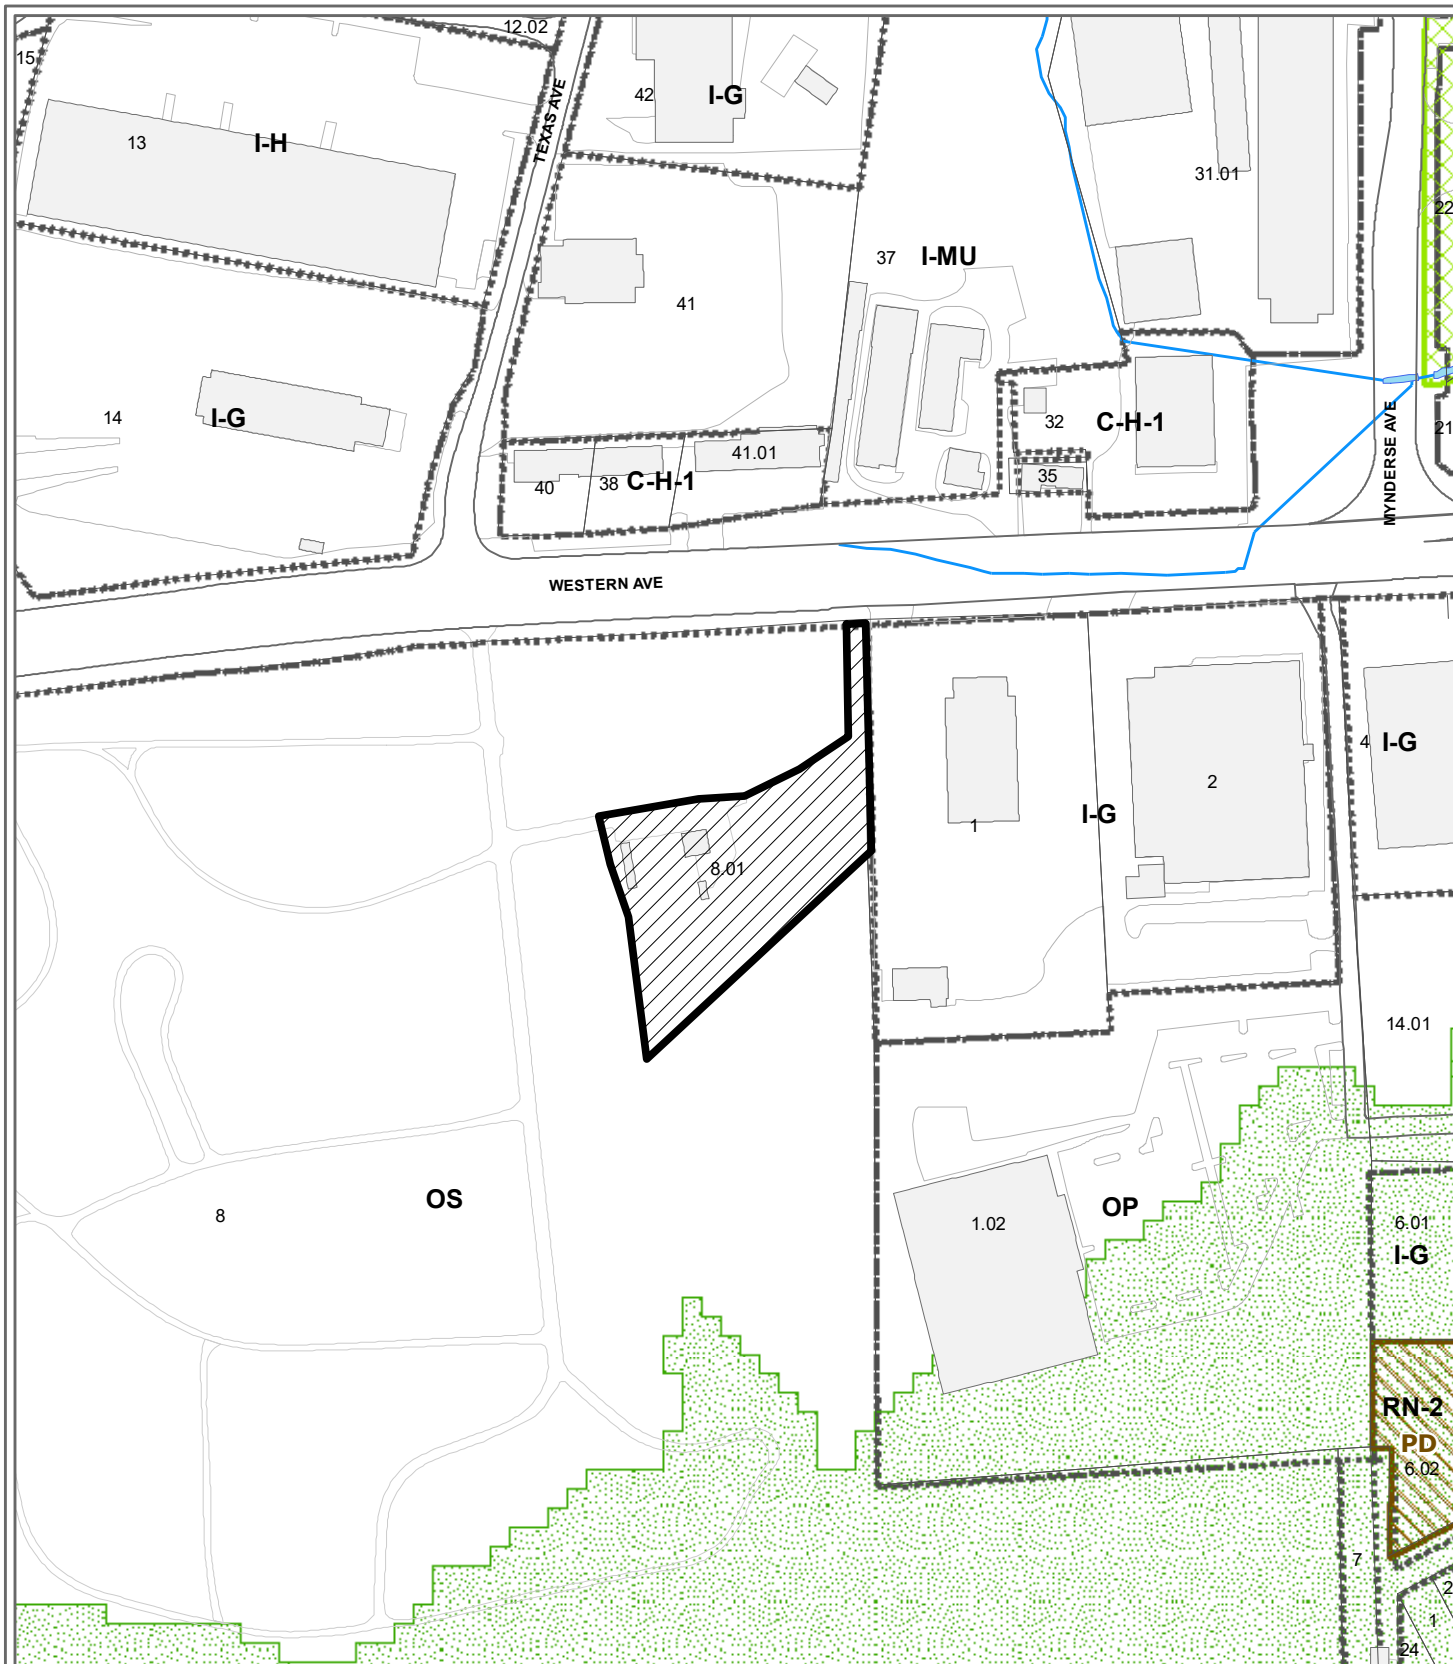 12.02
15
42
I-G
TEXAS AVE
13
I-H
31.01
22
37
I-MU
41
14
I-G
32
C-H-1
MYNDERSE AVE
21
41.01
40
38
C-H-1
35
WESTERN AVE
4
I-G
2
I-G
1
8.01
14.01
8
OS
1.02
OP
6.01
I-G
RN-2
PD
6.02
7
2
1
24